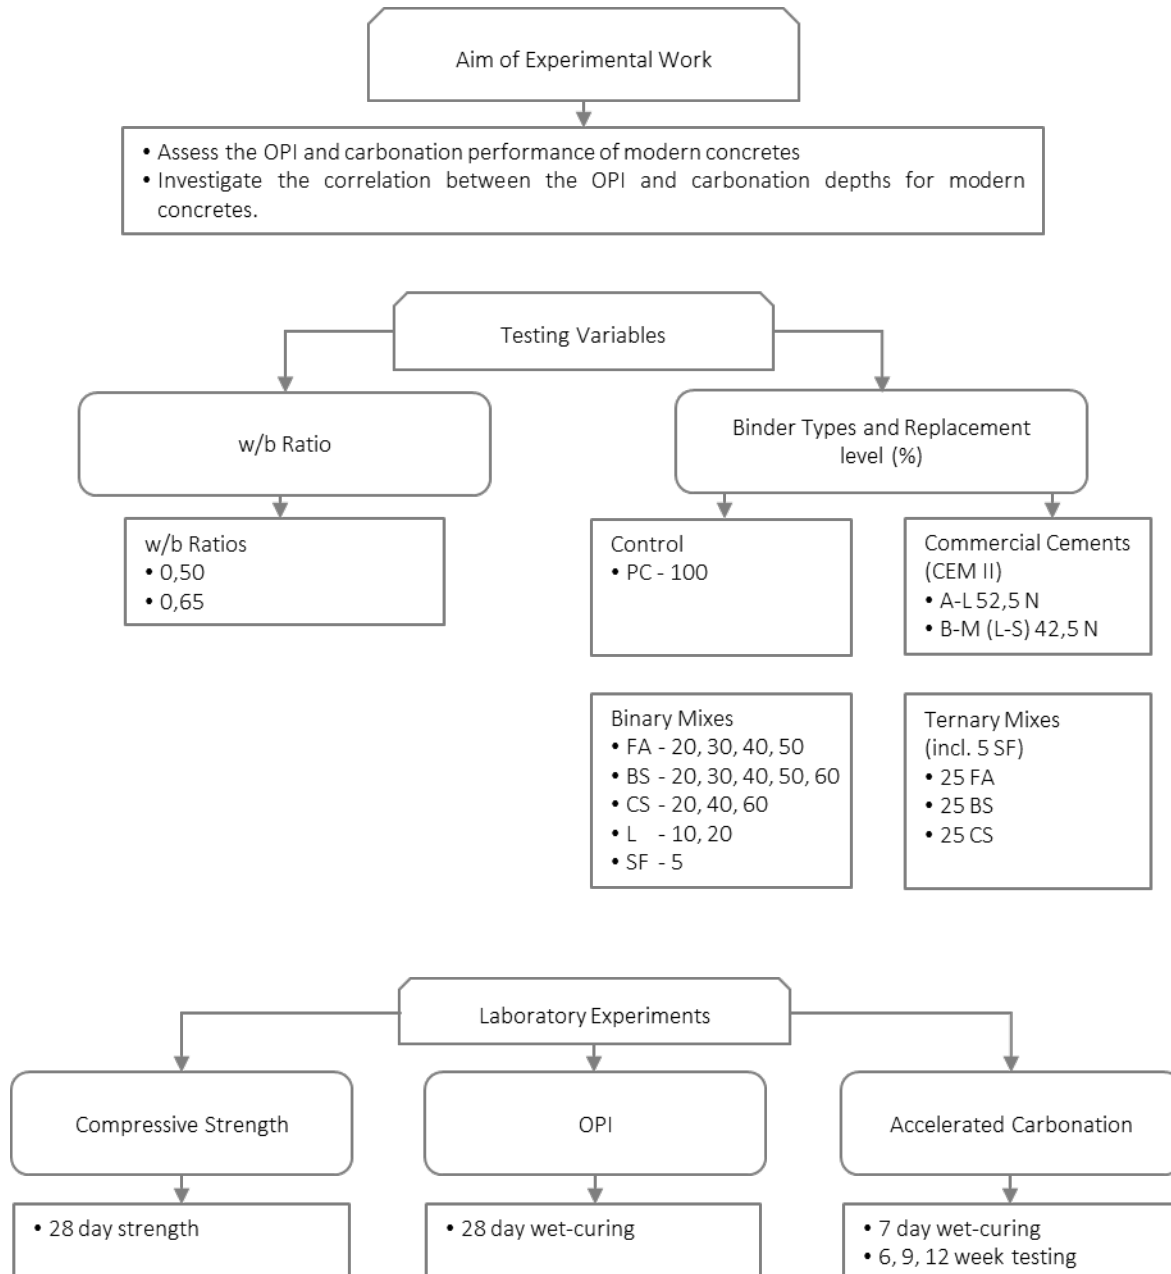 Aim of Experimental Work
• Assess the OPI and carbonation performance of modern concretes
• Investigate the correlation between the OPI and carbonation depths for modern
concretes.
Testing Variables
w/b Ratio
Binder Types and Replacement
level (%)
w/b Ratios
• 0,50
• 0,65
Control
• PC - 100
Commercial Cements
(CEM II)
• A-L 52,5 N
• B-M (L-S) 42,5 N
Binary Mixes
• FA - 20, 30, 40, 50
• BS - 20, 30, 40, 50, 60
• CS - 20, 40, 60
• L - 10, 20
• SF - 5
Ternary Mixes
(incl. 5 SF)
• 25 FA
• 25 BS
• 25 CS
Laboratory Experiments
Compressive Strength
OPI
Accelerated Carbonation
• 28 day strength
• 28 day wet-curing
• 7 day wet-curing
• 6, 9, 12 week testing